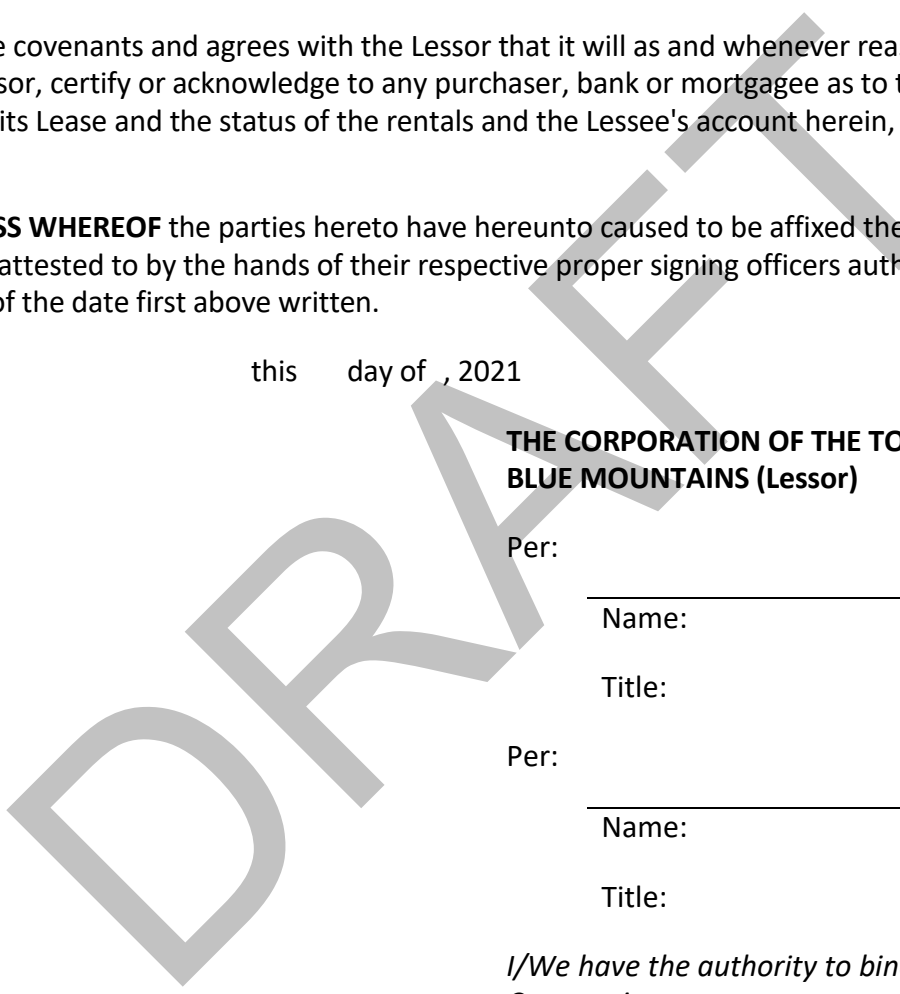 e covenants and agrees with the Lessor that it will as and whenever rea
sor, certify or acknowledge to any purchaser, bank or mortgagee as to t
its Lease and the status of the rentals and the Lessee's account herein,
SS WHEREOF the parties hereto have hereunto caused to be affixed the
attested to by the hands of their respective proper signing officers auth
of the date first above written.
this day of , 2021
THE CORPORATION OF THE TO
BLUE MOUNTAINS (Lessor)
Per:
Name:
Title:
Per:
Name:
Title:
I/We have the authority to bin
DRAFT